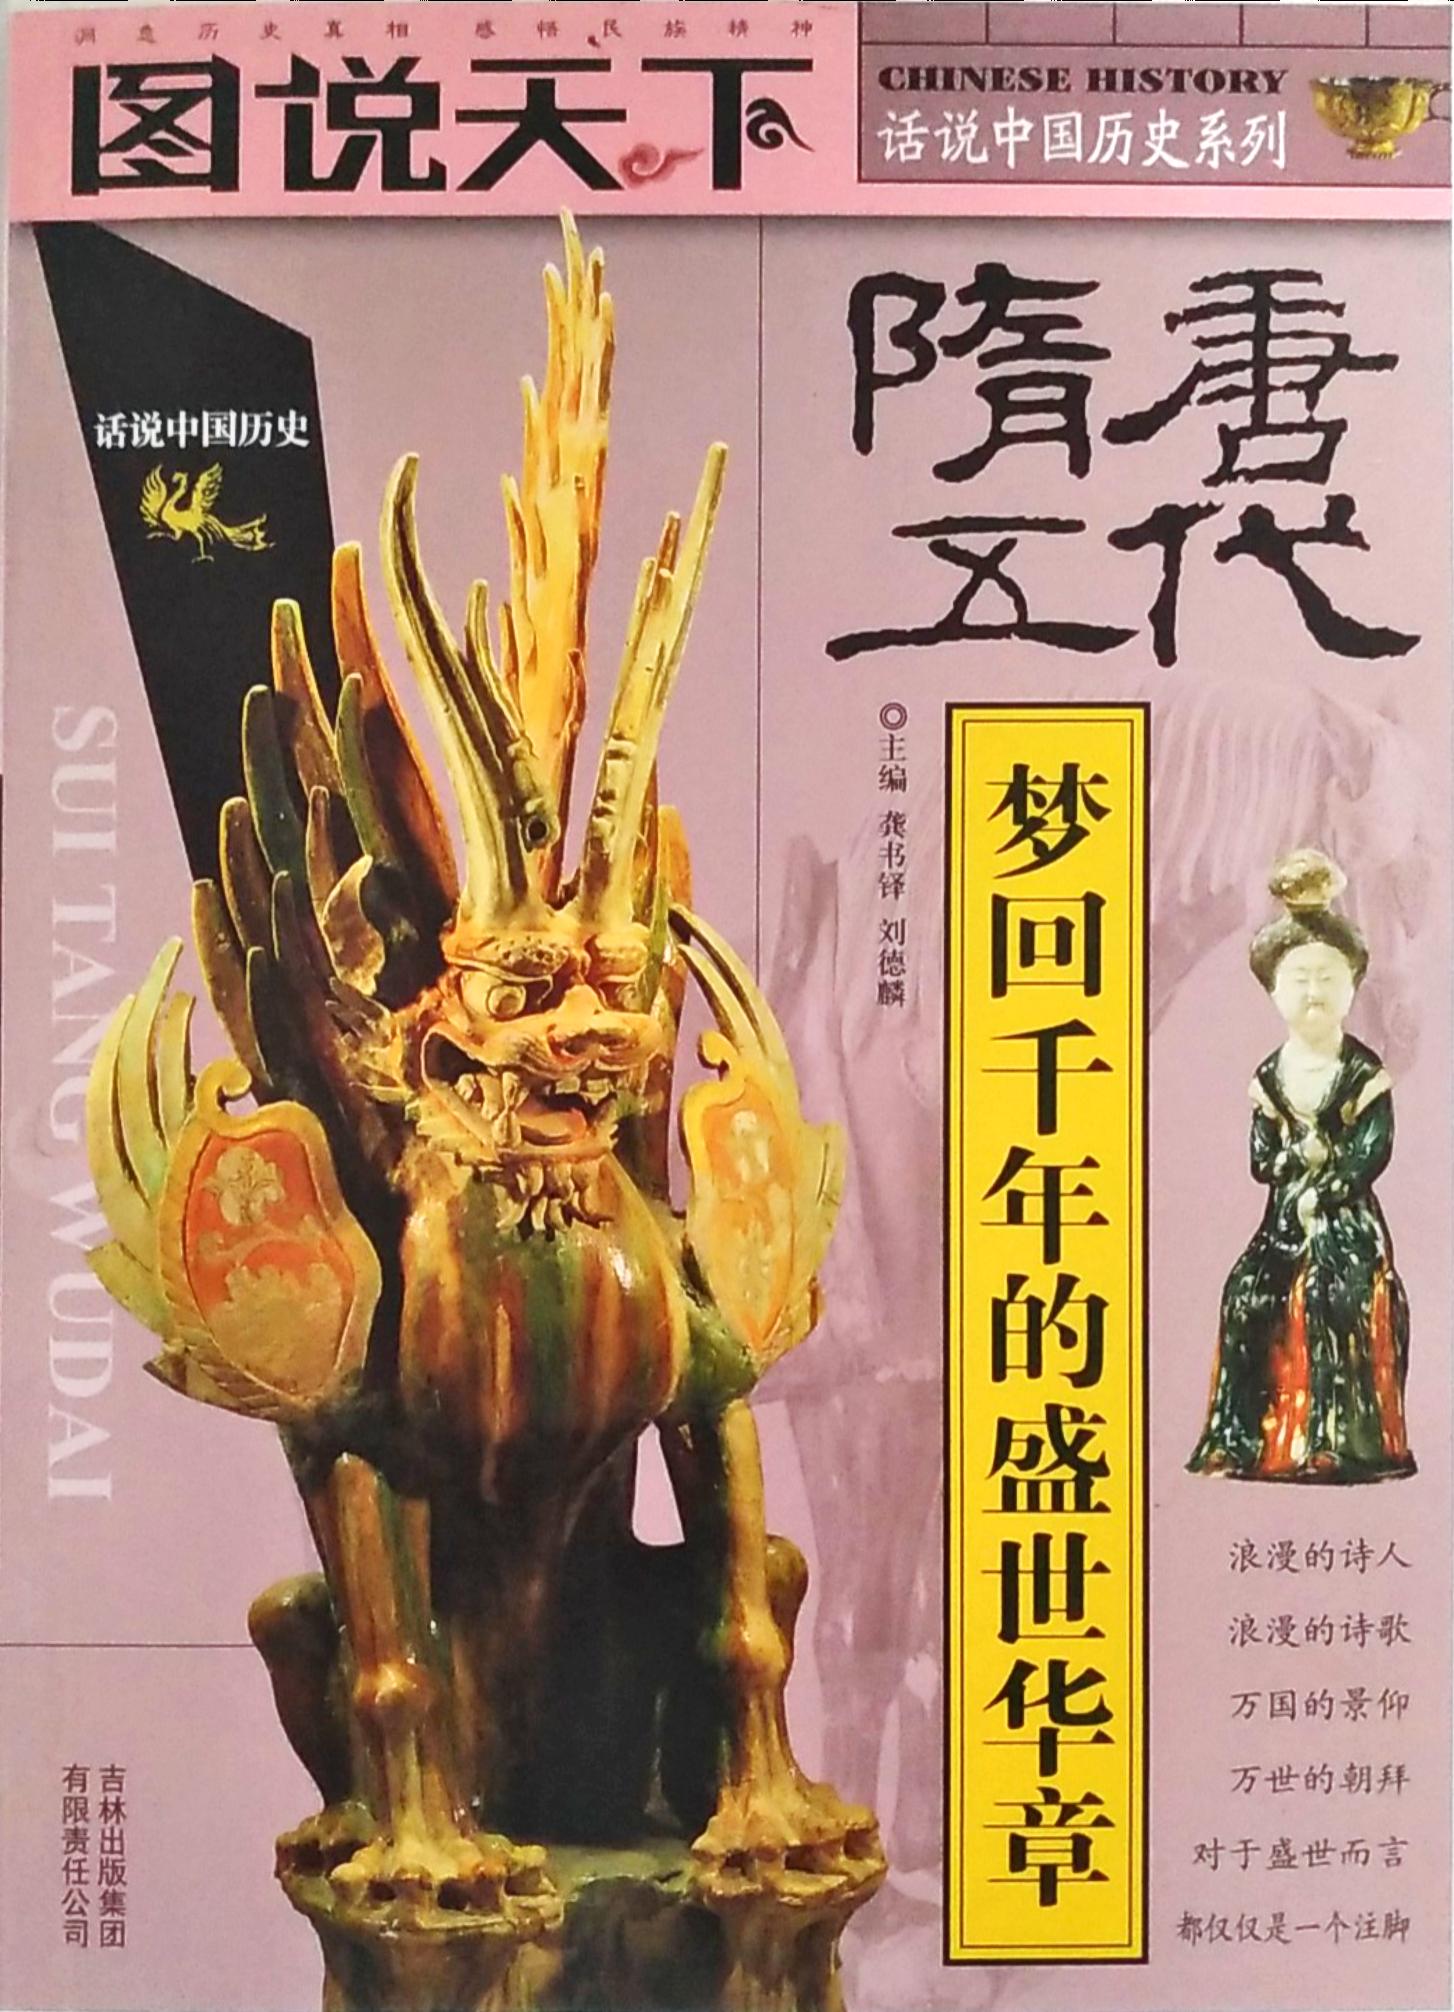 洞悉历史真相 感悟民族精神
图说天下
CHINESE HISTORY
话说中国历史系列
隋唐
五代
话说中国历史
SUI TANG WUDAI
◎主编 龚书铎 刘德麟
梦回千年的盛世华章
浪漫的诗人
浪漫的诗歌
万国的景仰
万世的朝拜
对于盛世而言
都仅仅是一个注脚
吉林出版集团
有限责任公司